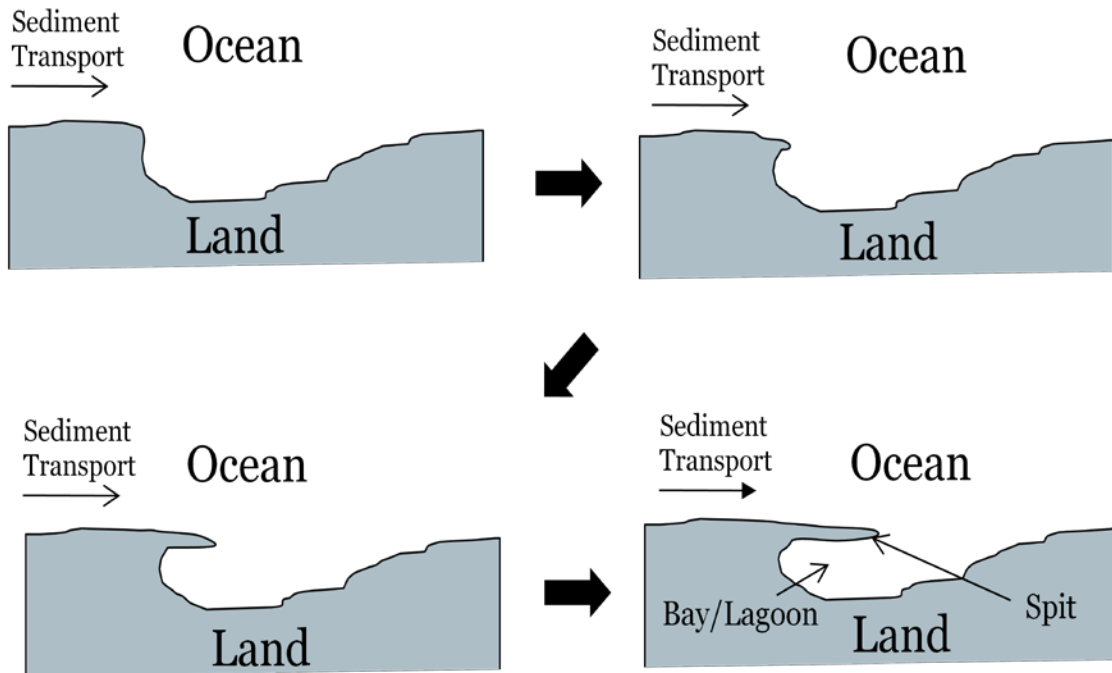 Sediment
Transport
Ocean
Land
Sediment
Transport
Ocean
Land
Sediment
Transport
Ocean
Land
Sediment
Transport
Ocean
Bay/Lagoon
Spit
Land